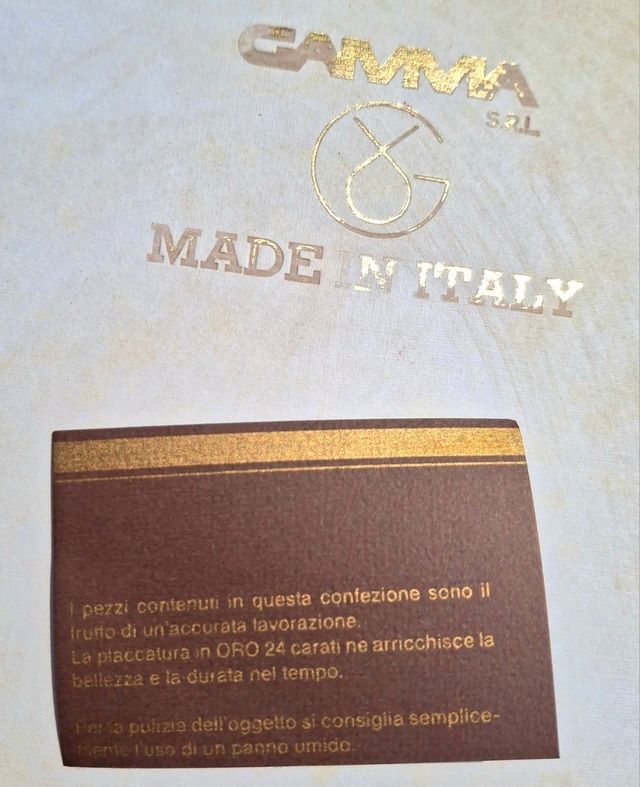 GAMMA
S.R.L.
MADE IN ITALY
I pezzi contenuti in questa confezione sono il
frutto di un'accurata lavorazione.
La placcatura in ORO 24 carati ne arricchisce la
bellezza e la durata nel tempo.
Per la pulizia dell'oggetto si consiglia semplice-
mente l'uso di un panno umido.